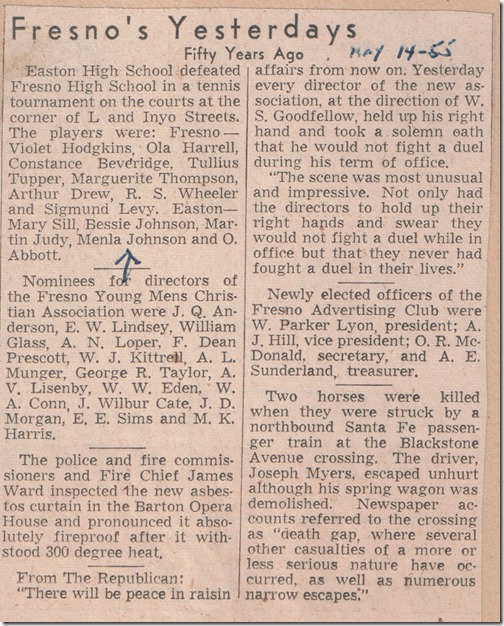 Fresno's Yesterdays
Fifty Years Ago
MAY 14-55
Easton High School defeated
Fresno High School in a tennis
tournament on the courts at the
corner of L and Inyo Streets.
The players were: Fresno—
Violet Hodgkins, Ola Harrell,
Constance Beveridge, Tullius
Tupper, Marguerite Thompson,
Arthur Drew, R. S. Wheeler
and Sigmund Levy. Easton—
Mary Sill, Bessie Johnson, Mar-
tin Judy, Menla Johnson and O.
Abbott.
Nominees for directors of
the Fresno Young Mens Chris-
tian Association were J. Q. An-
derson, E. W. Lindsey, William
Glass, A. N. Loper, F. Dean
Prescott, W. J. Kittrell, A. L.
Munger, George R. Taylor, A.
V. Lisenby, W. W. Eden, W.
A. Conn, J. Wilbur Cate, J. D.
Morgan, E. E. Sims and M. K.
Harris.
The police and fire commis-
sioners and Fire Chief James
Ward inspected the new asbes-
tos curtain in the Barton Opera
House and pronounced it abso-
lutely fireproof after it with-
stood 300 degree heat.
From The Republican:
"There will be peace in raisin
affairs from now on. Yesterday
every director of the new as-
sociation, at the direction of W.
S. Goodfellow, held up his right
hand and took a solemn oath
that he would not fight a duel
during his term of office.
"The scene was most unusual
and impressive. Not only had
the directors to hold up their
right hands and swear they
would not fight a duel while in
office but that they never had
fought a duel in their lives."
Newly elected officers of the
Fresno Advertising Club were
W. Parker Lyon, president; A.
J. Hill, vice president; O. R. Mc-
Donald, secretary, and A. E.
Sunderland, treasurer.
Two horses were killed
when they were struck by a
northbound Santa Fe passen-
ger train at the Blackstone
Avenue crossing. The driver,
Joseph Myers, escaped unhurt
although his spring wagon was
demolished. Newspaper ac-
counts referred to the crossing
as "death gap, where several
other casualties of a more or
less serious nature have oc-
curred, as well as numerous
narrow escapes."